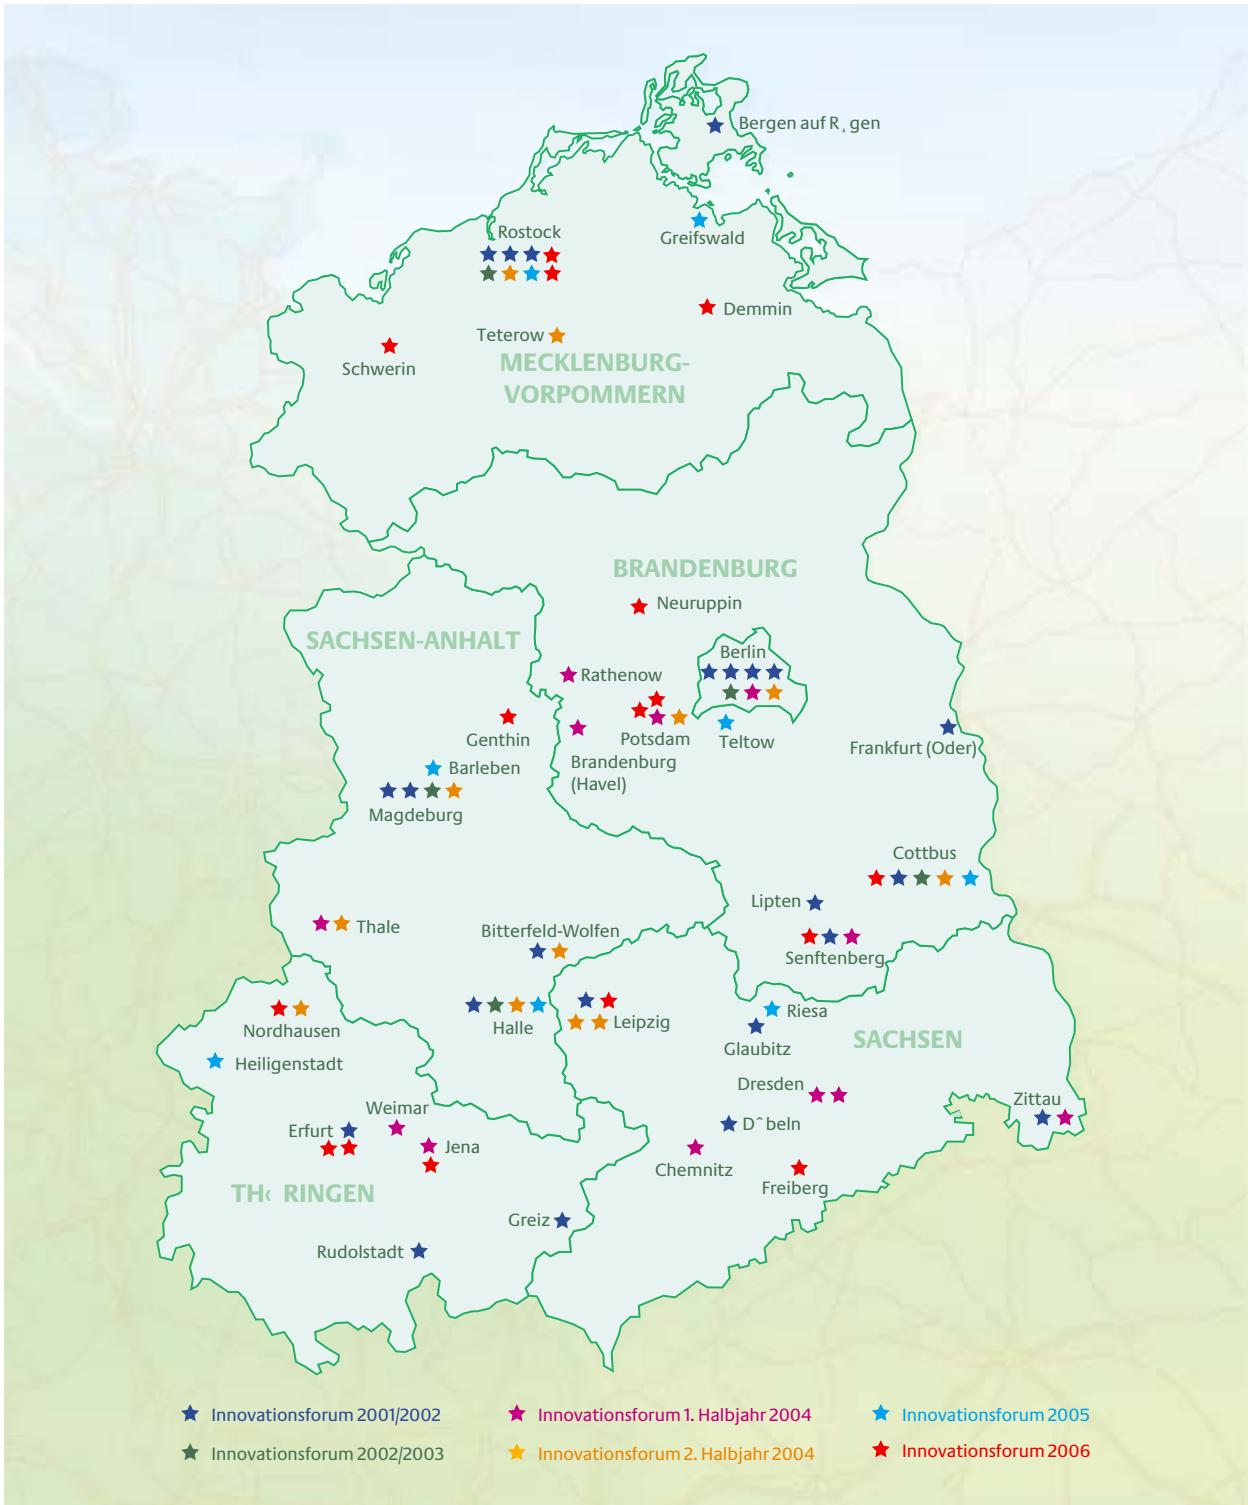 Bergen auf R¸gen
Rostock
Greifswald
Demmin
Teterow
Schwerin
MECKLENBURG-
VORPOMMERN
BRANDENBURG
Neuruppin
SACHSEN-ANHALT
Berlin
Rathenow
Genthin
Potsdam
Teltow
Frankfurt (Oder)
Brandenburg
(Havel)
Barleben
Magdeburg
Cottbus
Lipten
Thale
Bitterfeld-Wolfen
Senftenberg
Nordhausen
Halle
Leipzig
Riesa
Glaubitz
SACHSEN
Heiligenstadt
Dresden
Zittau
Weimar
Erfurt
Jena
Dˆbeln
Chemnitz
Freiberg
TH‹RINGEN
Greiz
Rudolstadt
Innovationsforum 2001/2002
Innovationsforum 1. Halbjahr 2004
Innovationsforum 2005
Innovationsforum 2002/2003
Innovationsforum 2. Halbjahr 2004
Innovationsforum 2006